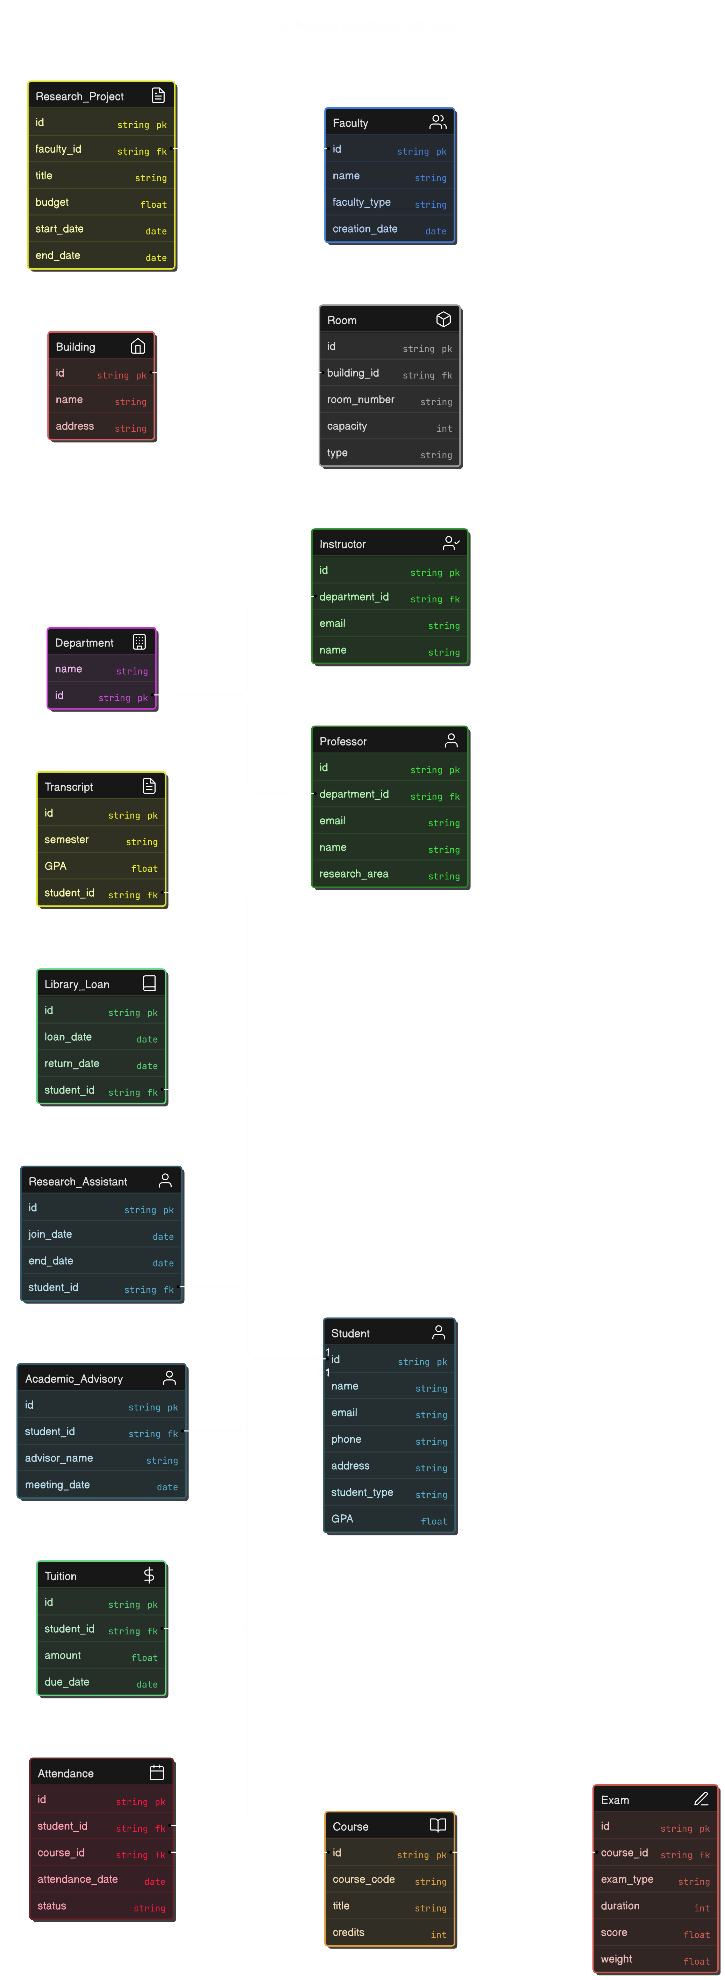 Research_Project
id string pk
faculty_id string fk
title string
budget float
start_date date
end_date date
Faculty
id string pk
name string
faculty_type string
creation_date date
Building
id string pk
name string
address string
Room
id string pk
building_id string fk
room_number string
capacity int
type string
Instructor
id string pk
department_id string fk
email string
name string
Department
name string
id string pk
Professor
id string pk
department_id string fk
email string
name string
research_area string
Transcript
id string pk
semester string
GPA float
student_id string fk
Library_Loan
id string pk
loan_date date
return_date date
student_id string fk
Research_Assistant
id string pk
join_date date
end_date date
student_id string fk
Student
1
id string pk
1
name string
email string
phone string
address string
student_type string
GPA float
Academic_Advisory
id string pk
student_id string fk
advisor_name string
meeting_date date
Tuition
id string pk
student_id string fk
amount float
due_date date
Attendance
id string pk
student_id string fk
course_id string fk
attendance_date date
status string
Course
id string pk
course_code string
title string
credits int
Exam
id string pk
course_id string fk
exam_type string
duration int
score float
weight float